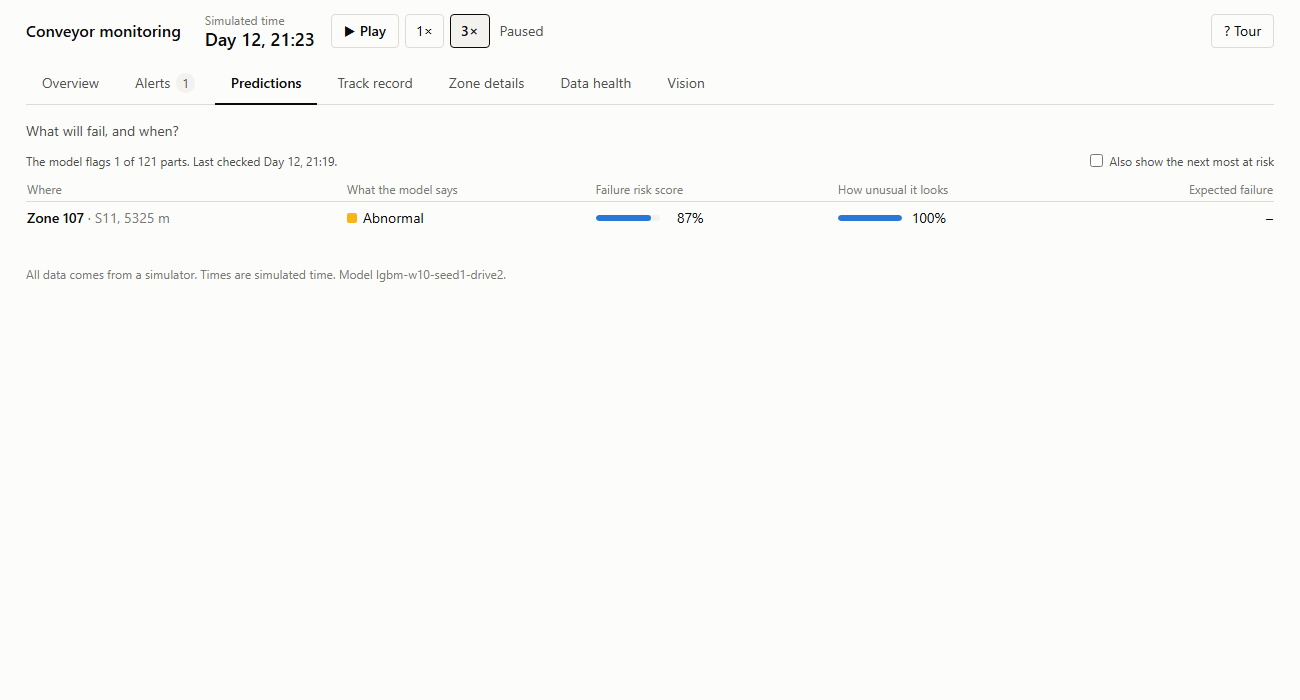 Conveyor monitoring
Simulated time
Day 12, 21:23
▶ Play
1×
3×
Paused
? Tour
Overview
Alerts 1
Predictions
Track record
Zone details
Data health
Vision
What will fail, and when?
The model flags 1 of 121 parts. Last checked Day 12, 21:19.
Also show the next most at risk
Where
What the model says
Failure risk score
How unusual it looks
Expected failure
Zone 107 · S11, 5325 m
Abnormal
87%
100%
–
All data comes from a simulator. Times are simulated time. Model lgbm-w10-seed1-drive2.